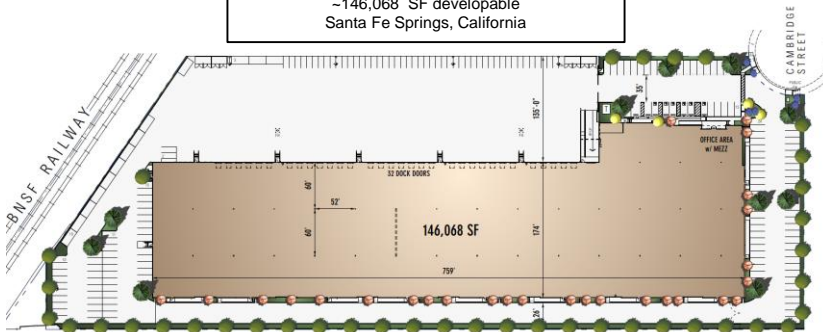 ~146,068 SF developable
Santa Fe Springs, California
CAMBRIDGE
STREET
BNSF RAILWAY
135'-0"
35'
T
OFFICE AREA
w/ MEZZ
32 DOCK DOORS
60'
52'
60'
146,068 SF
174'
759'
26'